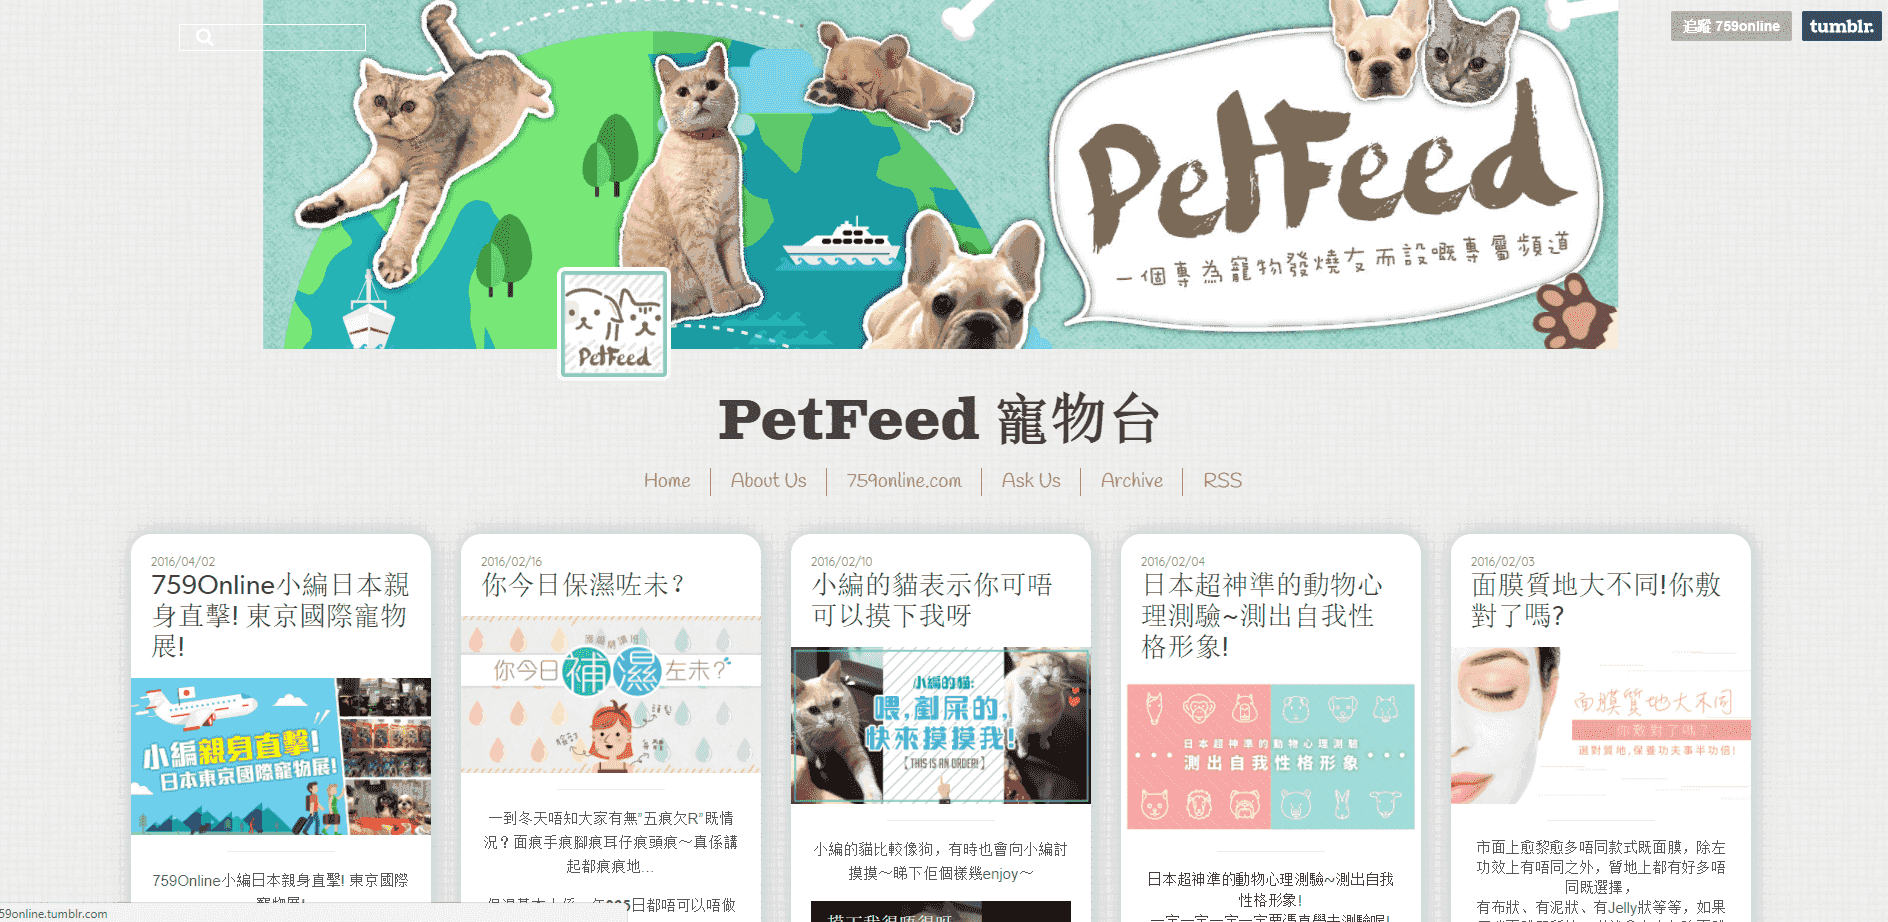 追蹤 759online
tumblr.
PetFeed
一個專為寵物發燒友而設嘅專屬頻道
PetFeed
PetFeed 寵物台
Home
About Us
759online.com
Ask Us
Archive
RSS
2016/04/02
759Online小編日本親
身直擊! 東京國際寵物
展!
小編親身直擊!
日本東京國際寵物展!
759Online小編日本親身直擊! 東京國際
寵物展!
2016/02/16
你今日保濕咗未？
你今日補濕左未？
一到冬天唔知大家有無”五痕欠R”既情
況？面痕手痕腳痕耳仔痕頭痕～真係講
起都痕痕地...
日都唔可以唔做
2016/02/10
小編的貓表示你可唔
可以摸下我呀
小編的貓:
喂,剷屎的,
快來摸摸我!
【THIS IS AN ORDER!】
小編的貓比較像狗，有時也會向小編討
摸摸～睇下佢個樣幾enjoy～
摸下我很唔很呀
2016/02/04
日本超神準的動物心
理測驗~測出自我性
格形象!
日本超神準的動物心理測驗
測出自我性格形象
日本超神準的動物心理測驗~測出自我
性格形象!
一定一定一定一定要憑直覺去測驗呢!
2016/02/03
面膜質地大不同!你敷
對了嗎?
面膜質地大不同
你敷對了嗎？
選對質地,保養功夫事半功倍!
市面上愈黎愈多唔同款式既面膜，除左
功效上有唔同之外，質地上都有好多唔
同既選擇，
有布狀、有泥狀、有Jelly狀等等，如果
59online.tumblr.com